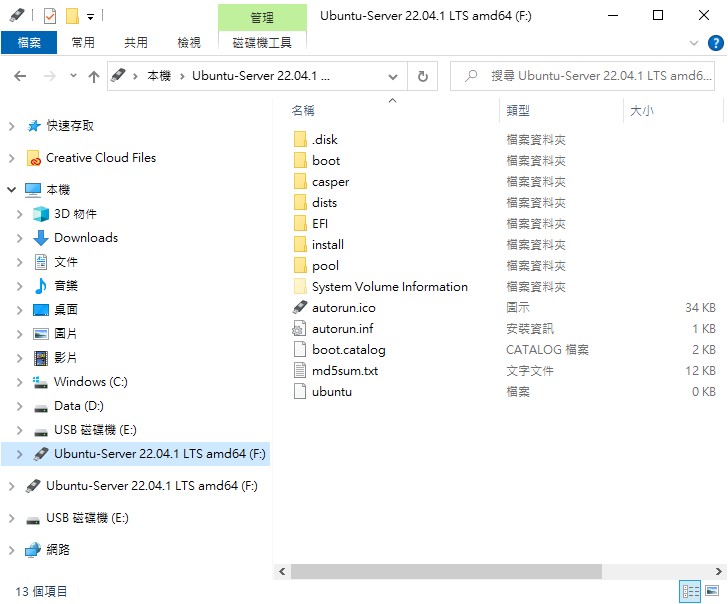 管理
Ubuntu-Server 22.04.1 LTS amd64 (F:)
檔案 常用 共用 檢視 磁碟機工具
本機 Ubuntu-Server 22.04.1 ...
搜尋 Ubuntu-Server 22.04.1 LTS amd6...
快速存取
Creative Cloud Files
本機
3D 物件
Downloads
文件
音樂
桌面
圖片
影片
Windows (C:)
Data (D:)
USB 磁碟機 (E:)
Ubuntu-Server 22.04.1 LTS amd64 (F:)
Ubuntu-Server 22.04.1 LTS amd64 (F:)
USB 磁碟機 (E:)
網路
名稱 類型 大小
.disk 檔案資料夾
boot 檔案資料夾
casper 檔案資料夾
dists 檔案資料夾
EFI 檔案資料夾
install 檔案資料夾
pool 檔案資料夾
System Volume Information 檔案資料夾
autorun.ico 圖示 34 KB
autorun.inf 安裝資訊 1 KB
boot.catalog CATALOG 檔案 2 KB
md5sum.txt 文字文件 12 KB
ubuntu 檔案 0 KB
13 個項目